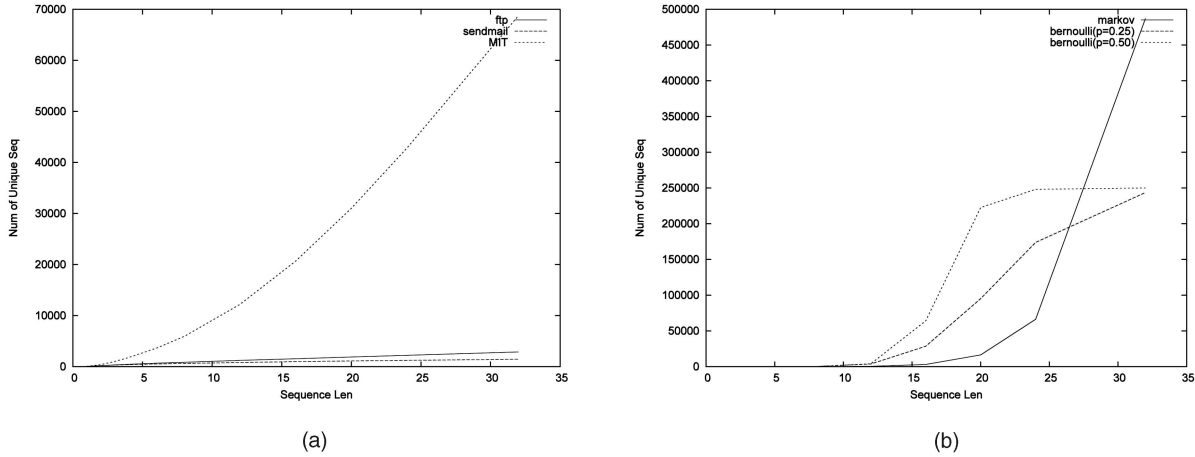 70000
60000
50000
40000
30000
20000
10000
0
Num of Unique Seq
ftp
sendmail
MIT
0 5 10 15 20 25 30 35
Sequence Len
(a)
500000
450000
400000
350000
300000
250000
200000
150000
100000
50000
0
Num of Unique Seq
markov
bernoulli(p=0.25)
bernoulli(p=0.50)
0 5 10 15 20 25 30 35
Sequence Len
(b)